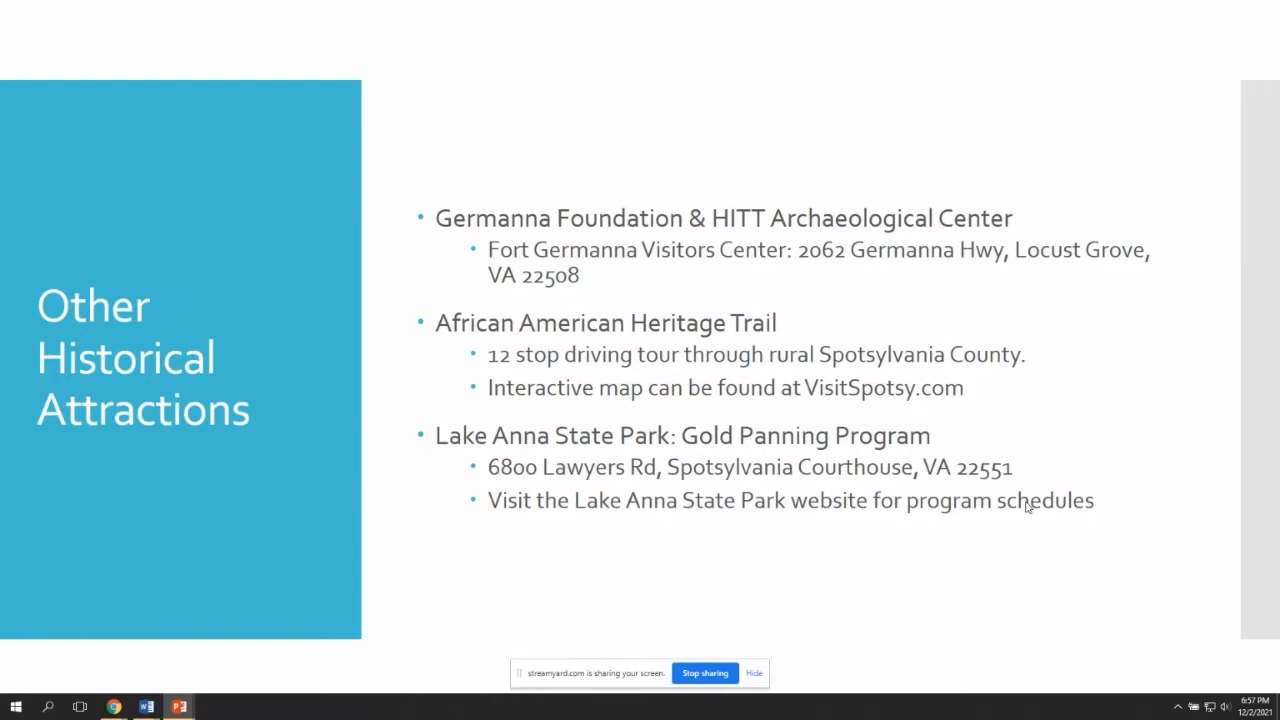 Other
Historical
Attractions
• Germanna Foundation & HITT Archaeological Center
• Fort Germanna Visitors Center: 2062 Germanna Hwy, Locust Grove,
VA 22508
• African American Heritage Trail
• 12 stop driving tour through rural Spotsylvania County.
• Interactive map can be found at VisitSpotsy.com
• Lake Anna State Park: Gold Panning Program
• 6800 Lawyers Rd, Spotsylvania Courthouse, VA 22551
• Visit the Lake Anna State Park website for program schedules
streamyard.com is sharing your screen. Stop sharing Hide
6:57 PM
12/2/2021